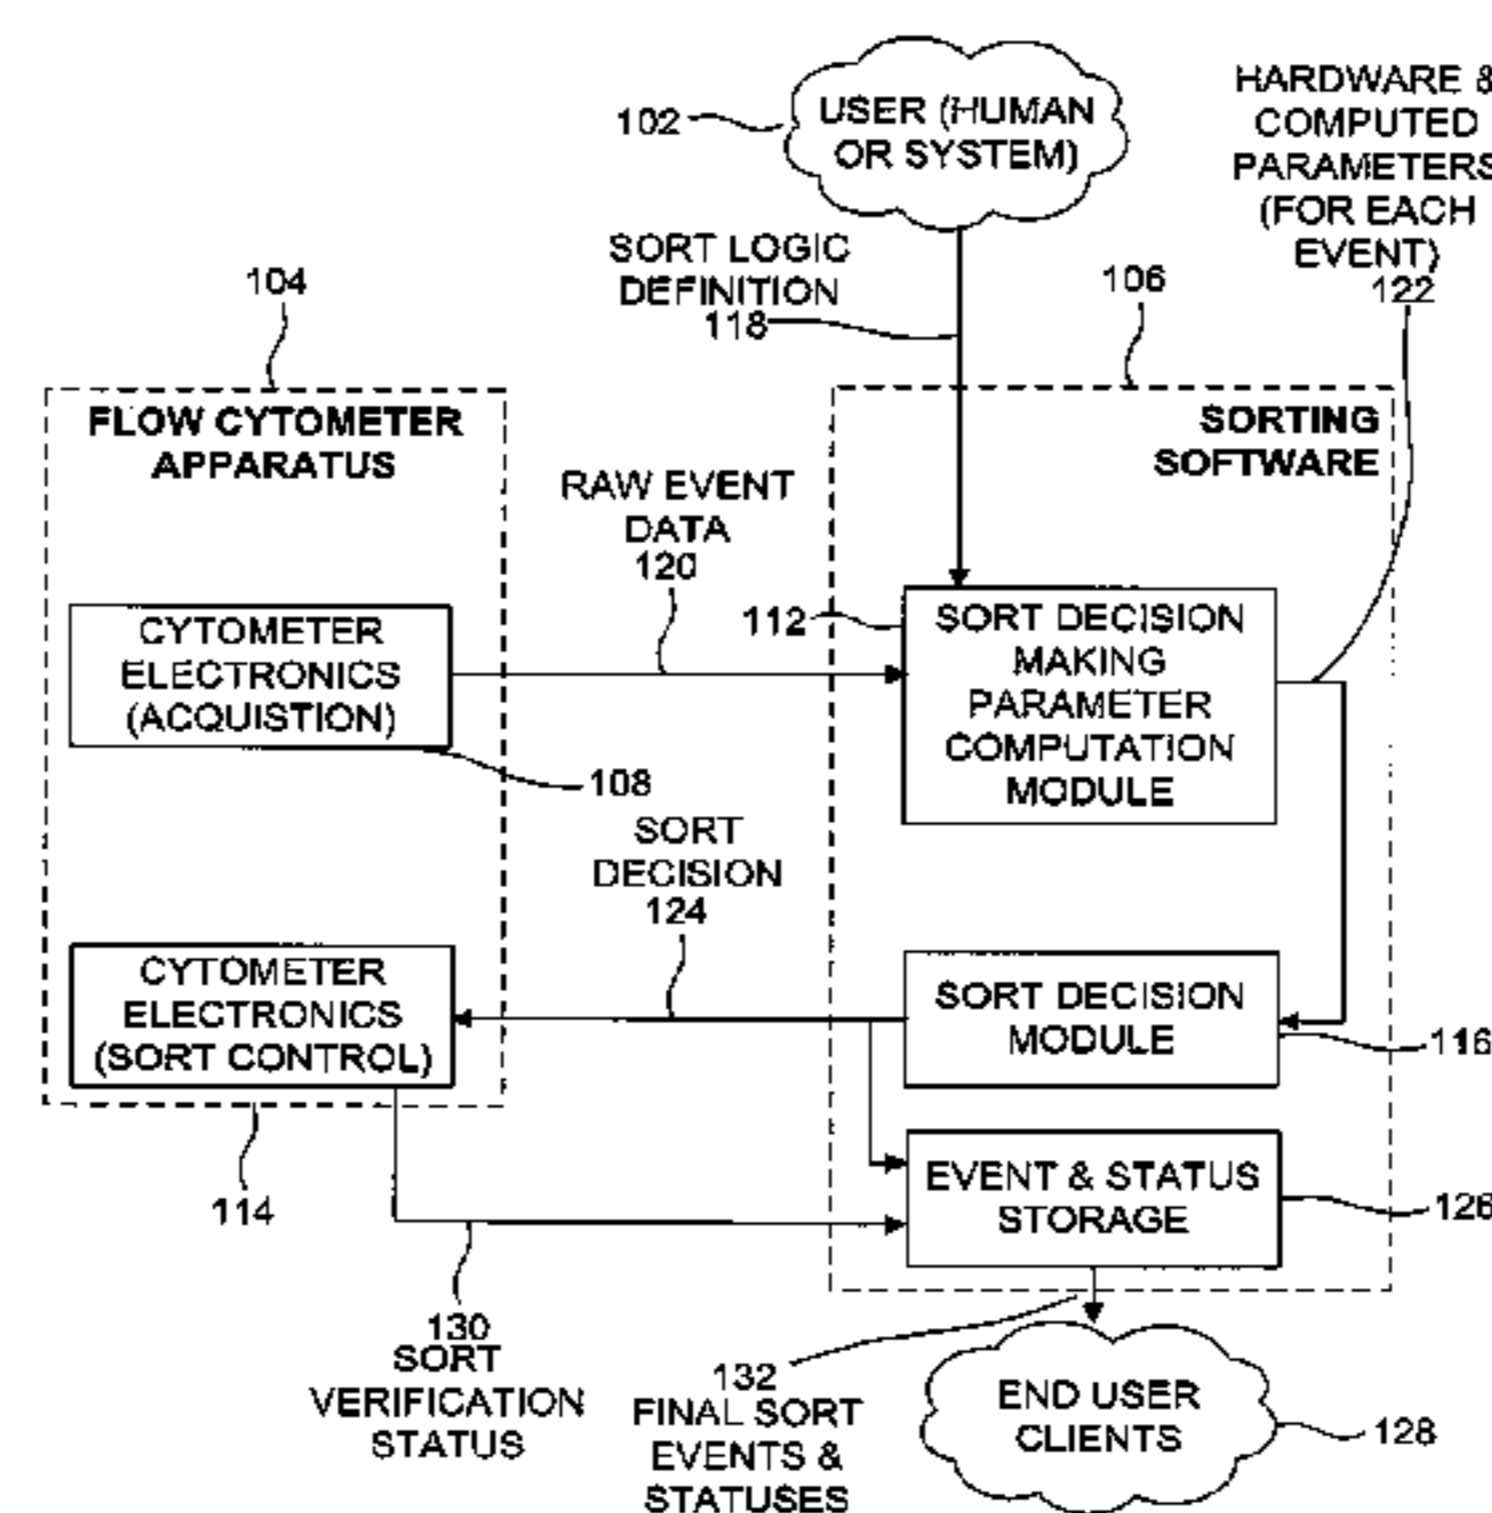 USER (HUMAN
OR SYSTEM)
102
HARDWARE &
COMPUTED
PARAMETERS
(FOR EACH
EVENT)
122
SORT LOGIC
DEFINITION
118
104
106
FLOW CYTOMETER
APPARATUS
SORTING
SOFTWARE
RAW EVENT
DATA
120
CYTOMETER
ELECTRONICS
(ACQUISTION)
108
112
SORT DECISION
MAKING
PARAMETER
COMPUTATION
MODULE
SORT
DECISION
124
CYTOMETER
ELECTRONICS
(SORT CONTROL)
114
SORT DECISION
MODULE
116
EVENT & STATUS
STORAGE
126
130
SORT
VERIFICATION
STATUS
132
FINAL SORT
EVENTS &
STATUSES
END USER
CLIENTS
128